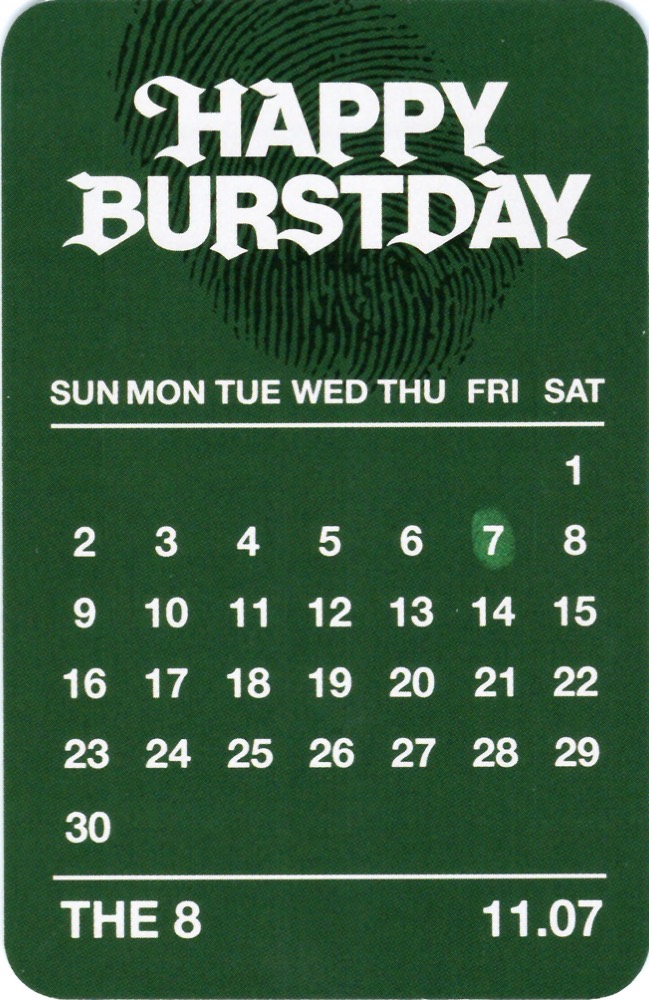 HAPPY
BURSTDAY
SUN MON TUE WED THU FRI SAT
1
2 3 4 5 6 7 8
9 10 11 12 13 14 15
16 17 18 19 20 21 22
23 24 25 26 27 28 29
30
THE 8 11.07